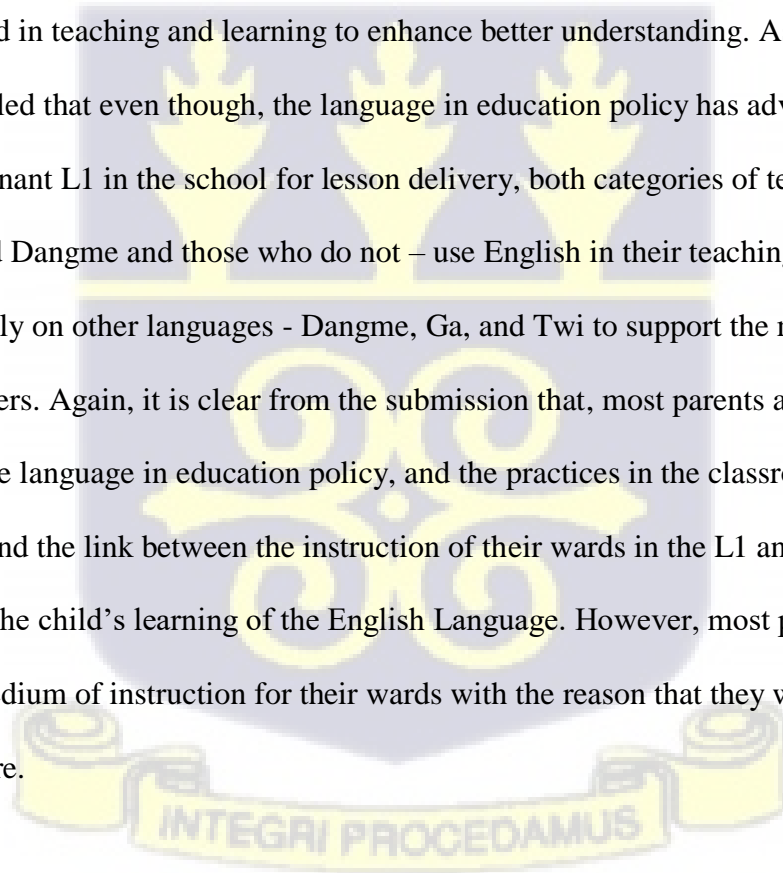 d in teaching and learning to enhance better understanding. A
led that even though, the language in education policy has adv
nant L1 in the school for lesson delivery, both categories of te
d Dangme and those who do not – use English in their teaching
ly on other languages - Dangme, Ga, and Twi to support the
ers. Again, it is clear from the submission that, most parents a
e language in education policy, and the practices in the classro
nd the link between the instruction of their wards in the L1 an
he child’s learning of the English Language. However, most p
dium of instruction for their wards with the reason that they w
re.
INTEGRI PROCEDAMUS